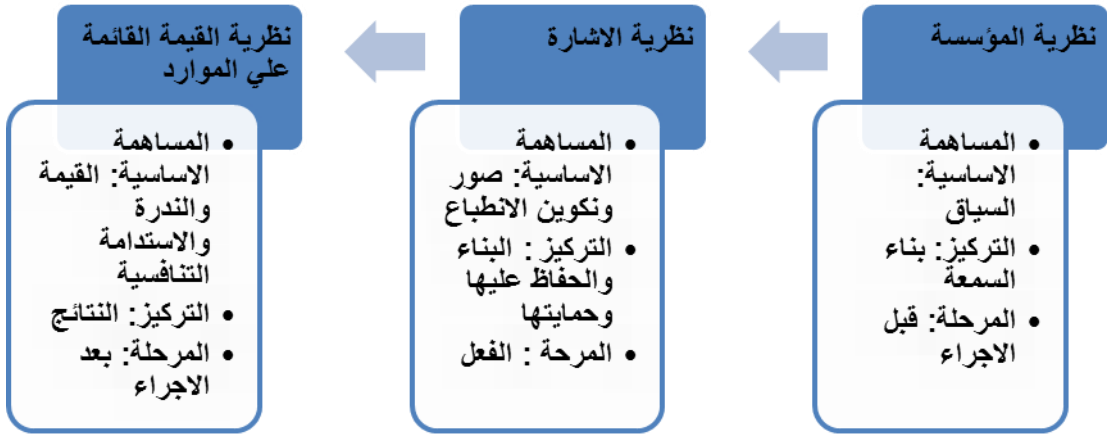 نظرية المؤسسة
• المساهمة
الاساسية:
السياق
• التركيز: بناء
السمعة
• المرحلة: قبل
الاجراء
نظرية الاشارة
• المساهمة
الاساسية: صور
ونكوين الانطباع
• التركيز : البناء
والحفاظ عليها
وحمايتها
• المرحة : الفعل
نظرية القيمة القائمة
علي الموارد
• المساهمة
الاساسية: القيمة
والندرة
والاستدامة
التنافسية
• التركيز: النتائج
• المرحلة: بعد
الاجراء